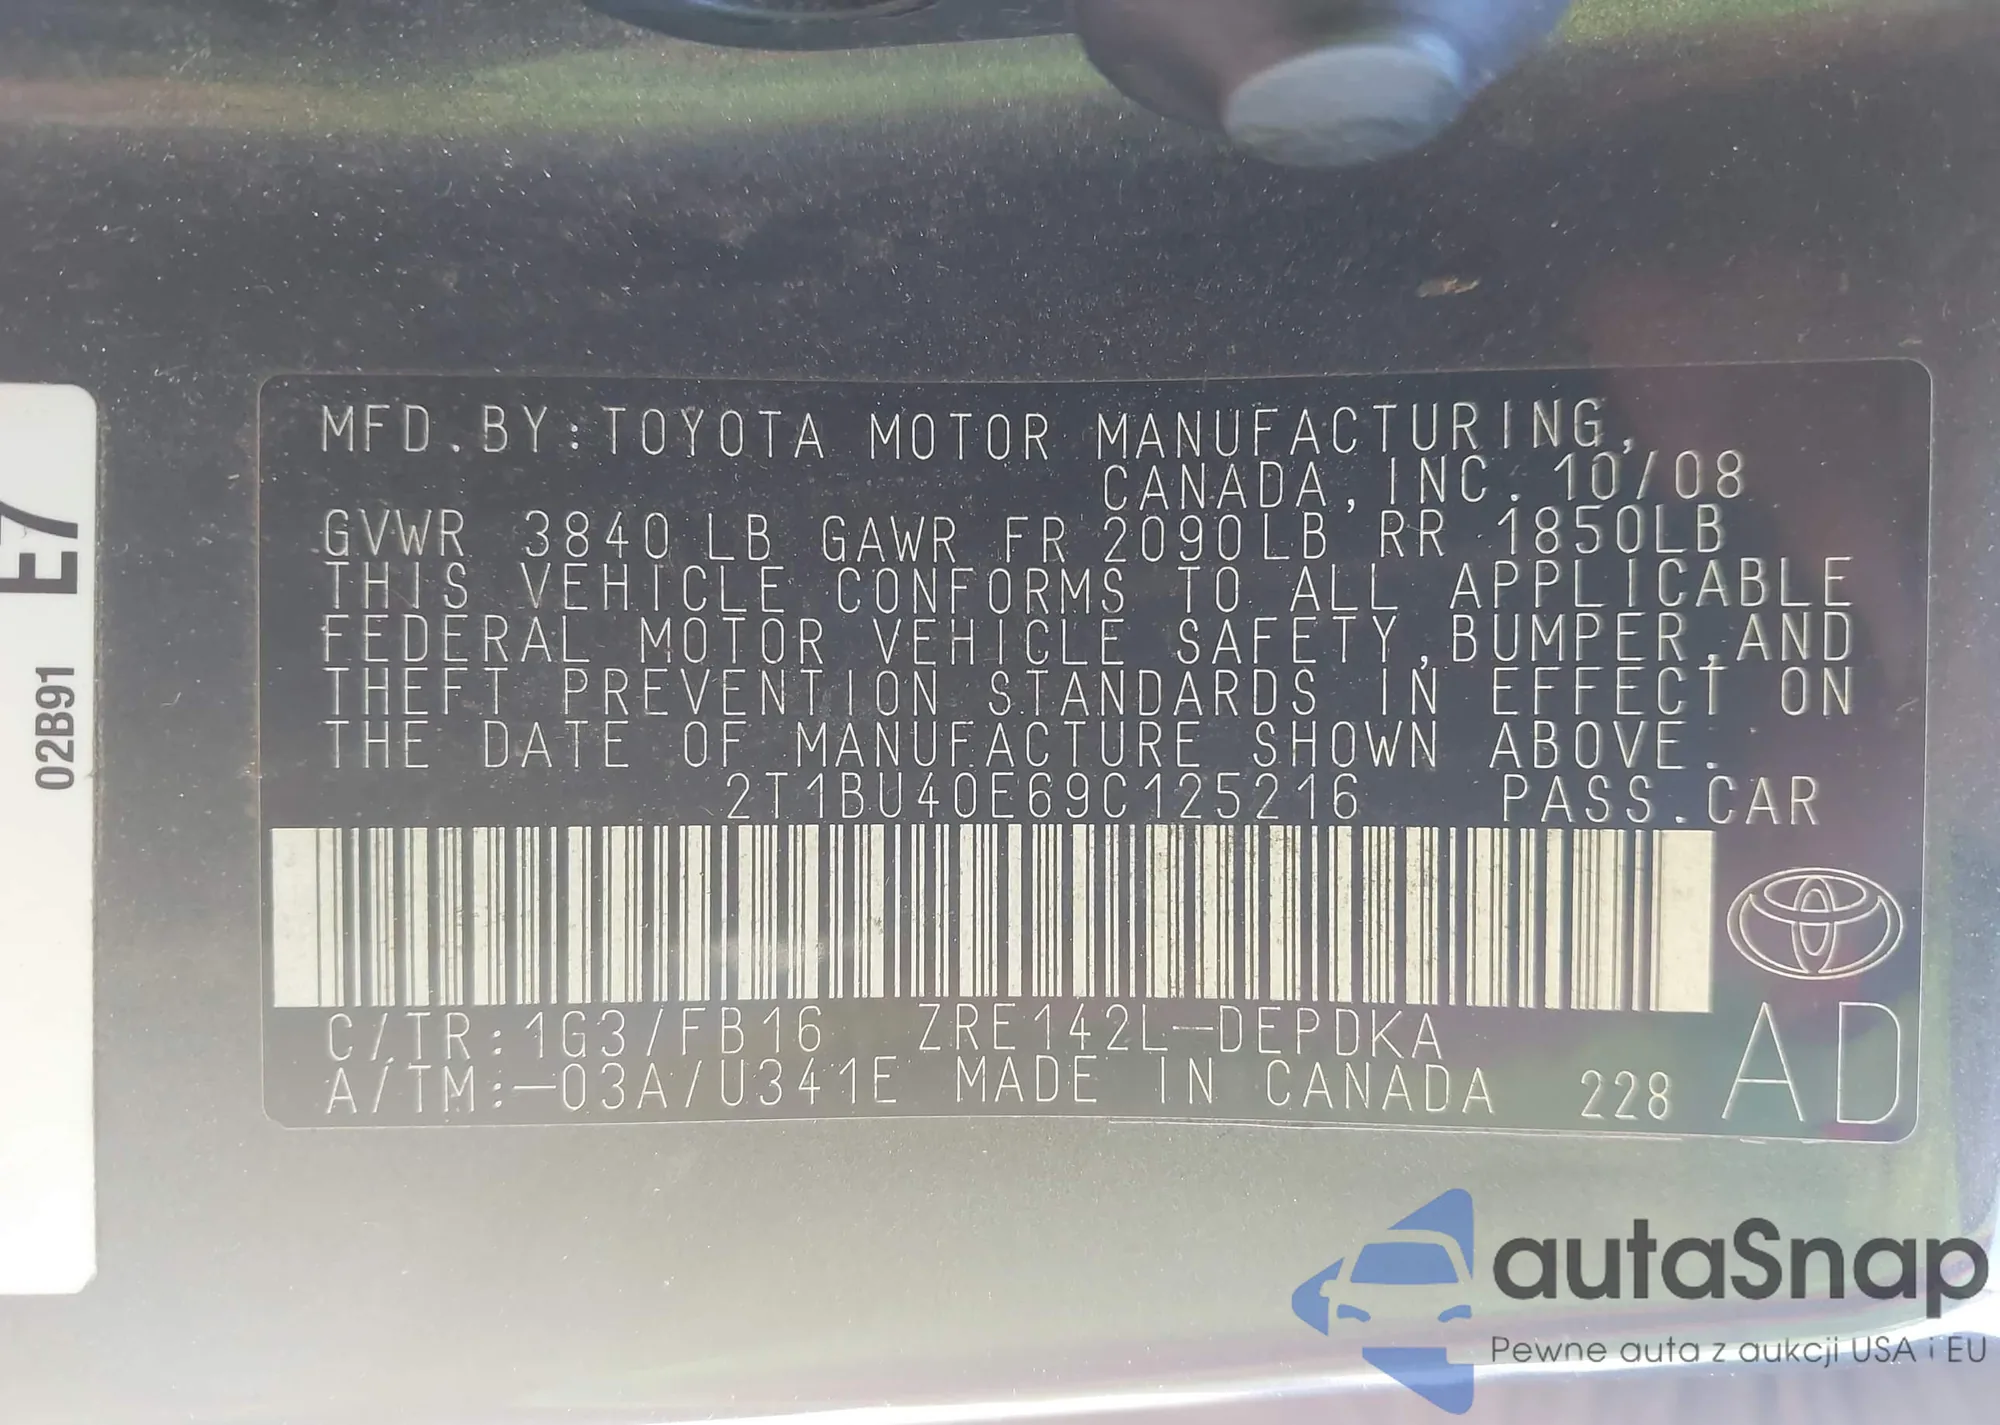 MFD.BY:TOYOTA MOTOR MANUFACTURING,
CANADA, INC. 10/08
GVWR 3840 LB GAWR FR 2090LB RR 1850LB
THIS VEHICLE CONFORMS TO ALL APPLICABLE
FEDERAL MOTOR VEHICLE SAFETY,BUMPER,AND
THEFT PREVENTION STANDARDS IN EFFECT ON
THE DATE OF MANUFACTURE SHOWN ABOVE.
2T1BU40E69C125216 PASS.CAR
C/TR:1G3/FB16 ZRE142L-DEPDKA
A/TM:-03A/U341E MADE IN CANADA 228
AD
E7
02B91
autaSnap
Pewne auta z aukcji USA i EU